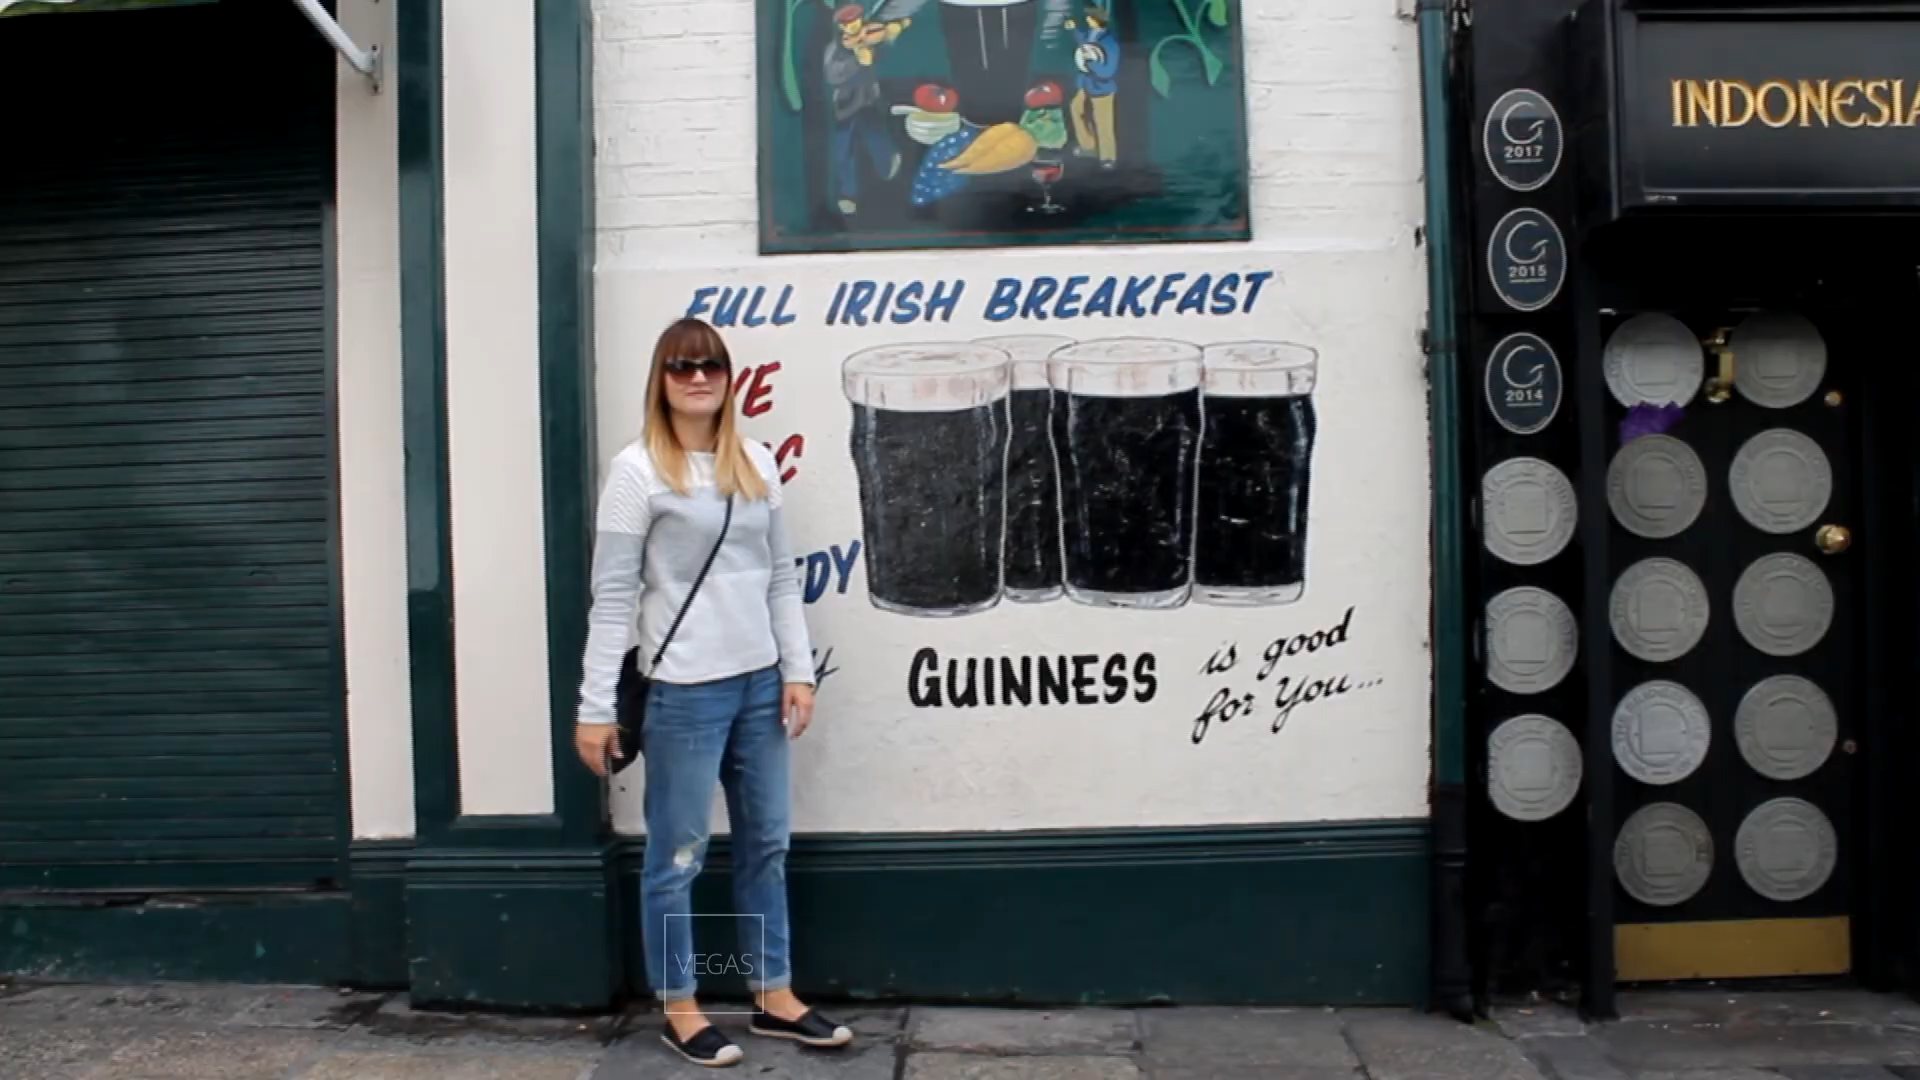 FULL IRISH BREAKFAST
GUINNESS is good
for You...
INDONESIA
2017
2015
2014
VEGAS